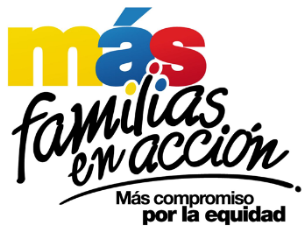 más
familias
en acción
Más compromiso
por la equidad